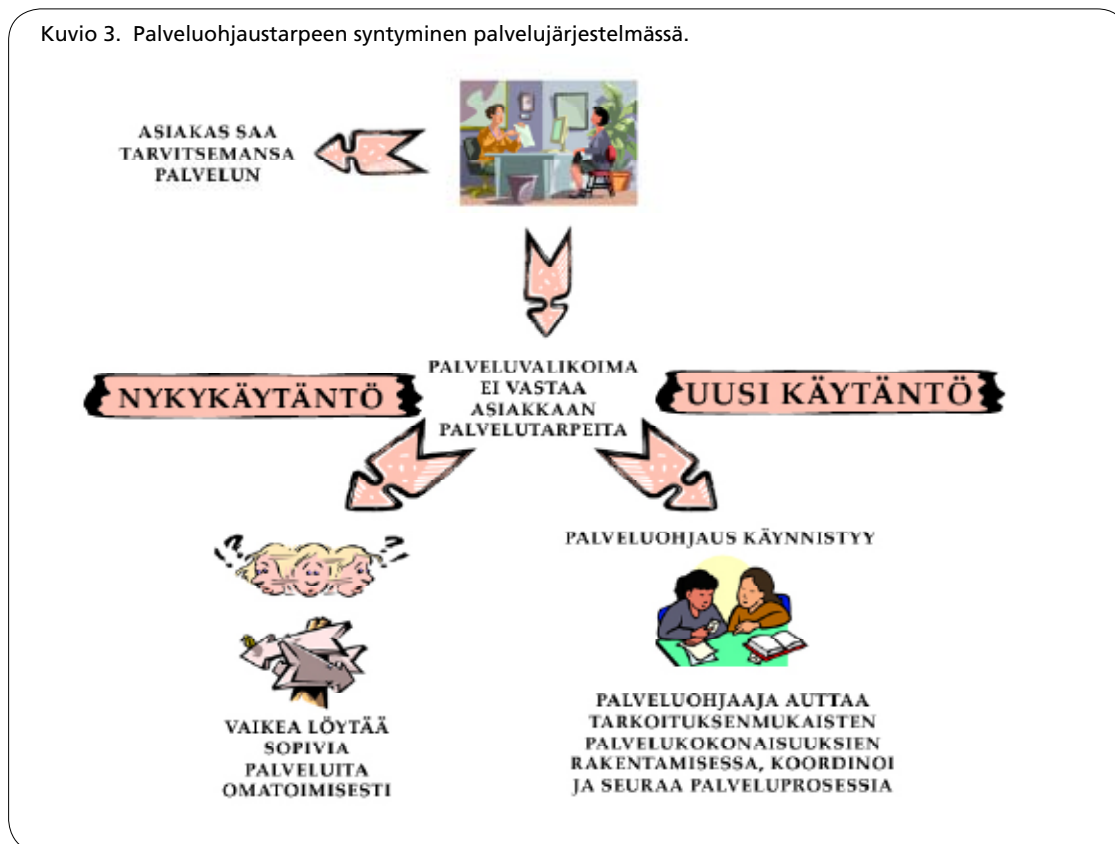 Kuvio 3. Palveluohjaustarpeen syntyminen palvelujärjestelmässä.
ASIAKAS SAA
TARVITSEMANSA
PALVELUN
NYKYKÄYTÄNTÖ
PALVELUVALIKOIMA
EI VASTAA
ASIAKKAAN
PALVELUTARPEITA
UUSI KÄYTÄNTÖ
??
?!
VAIKEA LÖYTÄÄ
SOPIVIA
PALVELUITA
OMATOIMISESTI
PALVELUOHJAUS KÄYNNISTYY
PALVELUOHJAAJA AUTTAA
TARKOITUKSENMUKAISTEN
PALVELUKOKONAISUUKSIEN
RAKENTAMISESSA, KOORDINOI
JA SEURAA PALVELUPROSESSIA